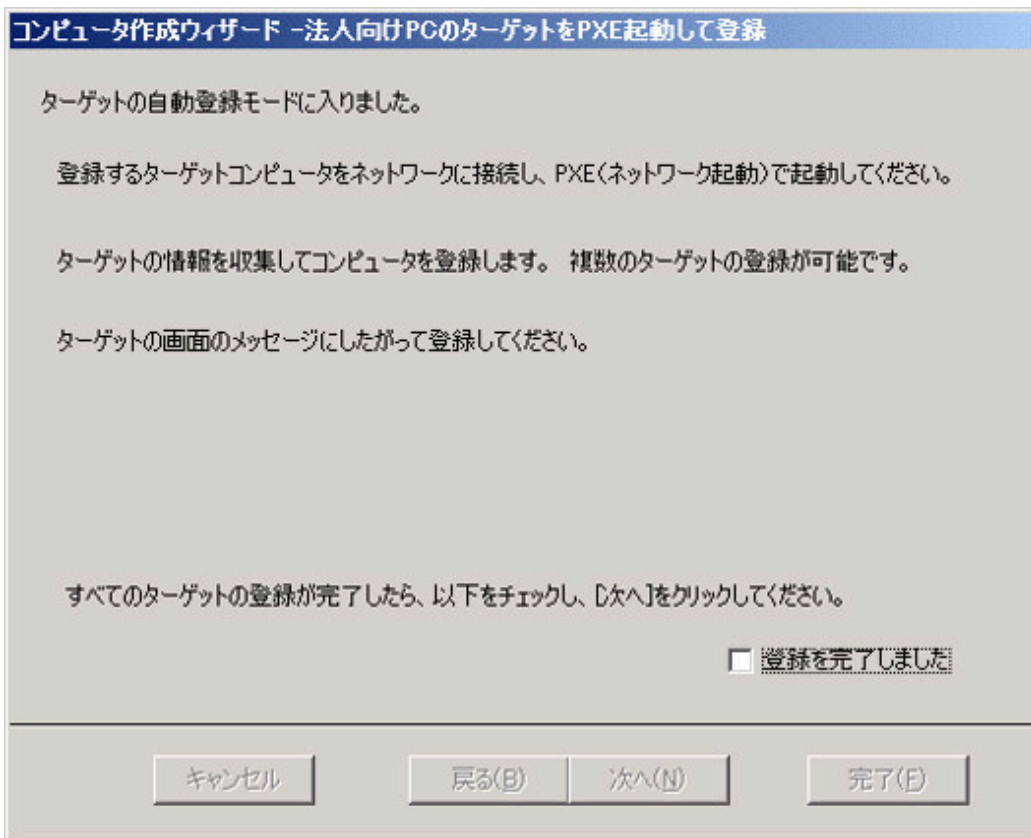 コンピュータ作成ウィザード -法人向けPCのターゲットをPXE起動して登録
ターゲットの自動登録モードに入りました。
登録するターゲットコンピュータをネットワークに接続し、PXE(ネットワーク起動)で起動してください。
ターゲットの情報を収集してコンピュータを登録します。 複数のターゲットの登録が可能です。
ターゲットの画面のメッセージにしたがって登録してください。
すべてのターゲットの登録が完了したら、以下をチェックし、[次へ]をクリックしてください。
登録を完了しました
キャンセル 戻る(B) 次へ(N) 完了(F)